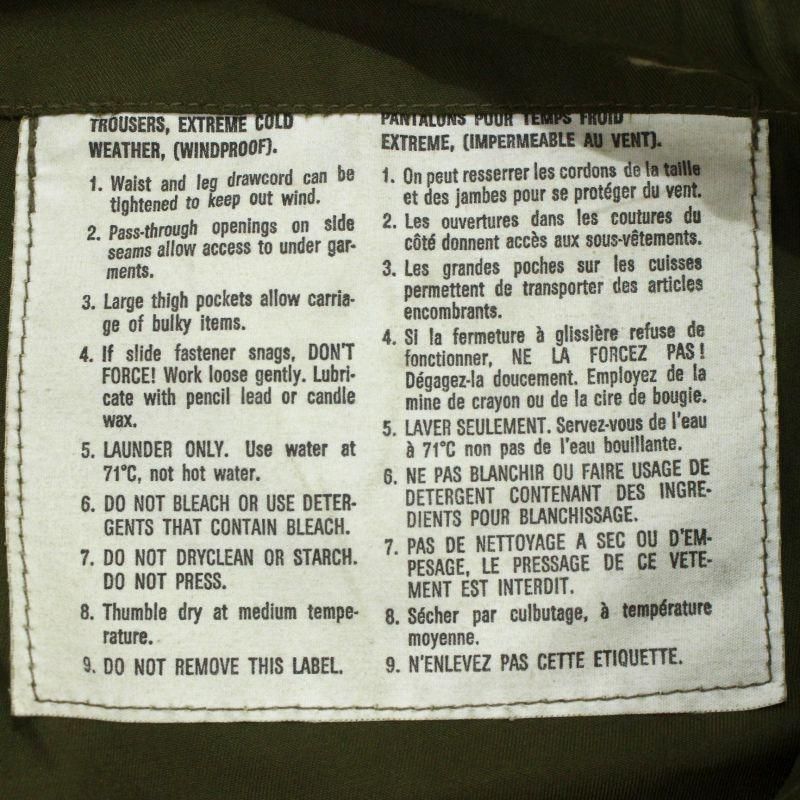 TROUSERS, EXTREME COLD
WEATHER, (WINDPROOF).
1. Waist and leg drawcord can be
tightened to keep out wind.
2. Pass-through openings on side
seams allow access to under gar-
ments.
3. Large thigh pockets allow carria-
ge of bulky items.
4. If slide fastener snags, DON'T
FORCE! Work loose gently. Lubri-
cate with pencil lead or candle
wax.
5. LAUNDER ONLY. Use water at
71°C, not hot water.
6. DO NOT BLEACH OR USE DETER-
GENTS THAT CONTAIN BLEACH.
7. DO NOT DRYCLEAN OR STARCH.
DO NOT PRESS.
8. Thumble dry at medium tempe-
rature.
9. DO NOT REMOVE THIS LABEL.
PANTALONS POUR TEMPS FROID
EXTREME, (IMPERMEABLE AU VENT).
1. On peut resserrer les cordons de la taille
et des jambes pour se protéger du vent.
2. Les ouvertures dans les coutures du
côté donnent accès aux sous-vêtements.
3. Les grandes poches sur les cuisses
permettent de transporter des articles
encombrants.
4. Si la fermeture à glissière refuse de
fonctionner, NE LA FORCEZ PAS!
Dégagez-la doucement. Employez de la
mine de crayon ou de la cire de bougie.
5. LAVER SEULEMENT. Servez-vous de l'eau
à 71°C non pas de l'eau bouillante.
6. NE PAS BLANCHIR OU FAIRE USAGE DE
DETERGENT CONTENANT DES INGRE-
DIENTS POUR BLANCHISSAGE.
7. PAS DE NETTOYAGE A SEC OU D'EM-
PESAGE, LE PRESSAGE DE CE VETE-
MENT EST INTERDIT.
8. Sécher par culbutage, à température
moyenne.
9. N'ENLEVEZ PAS CETTE ETIQUETTE.